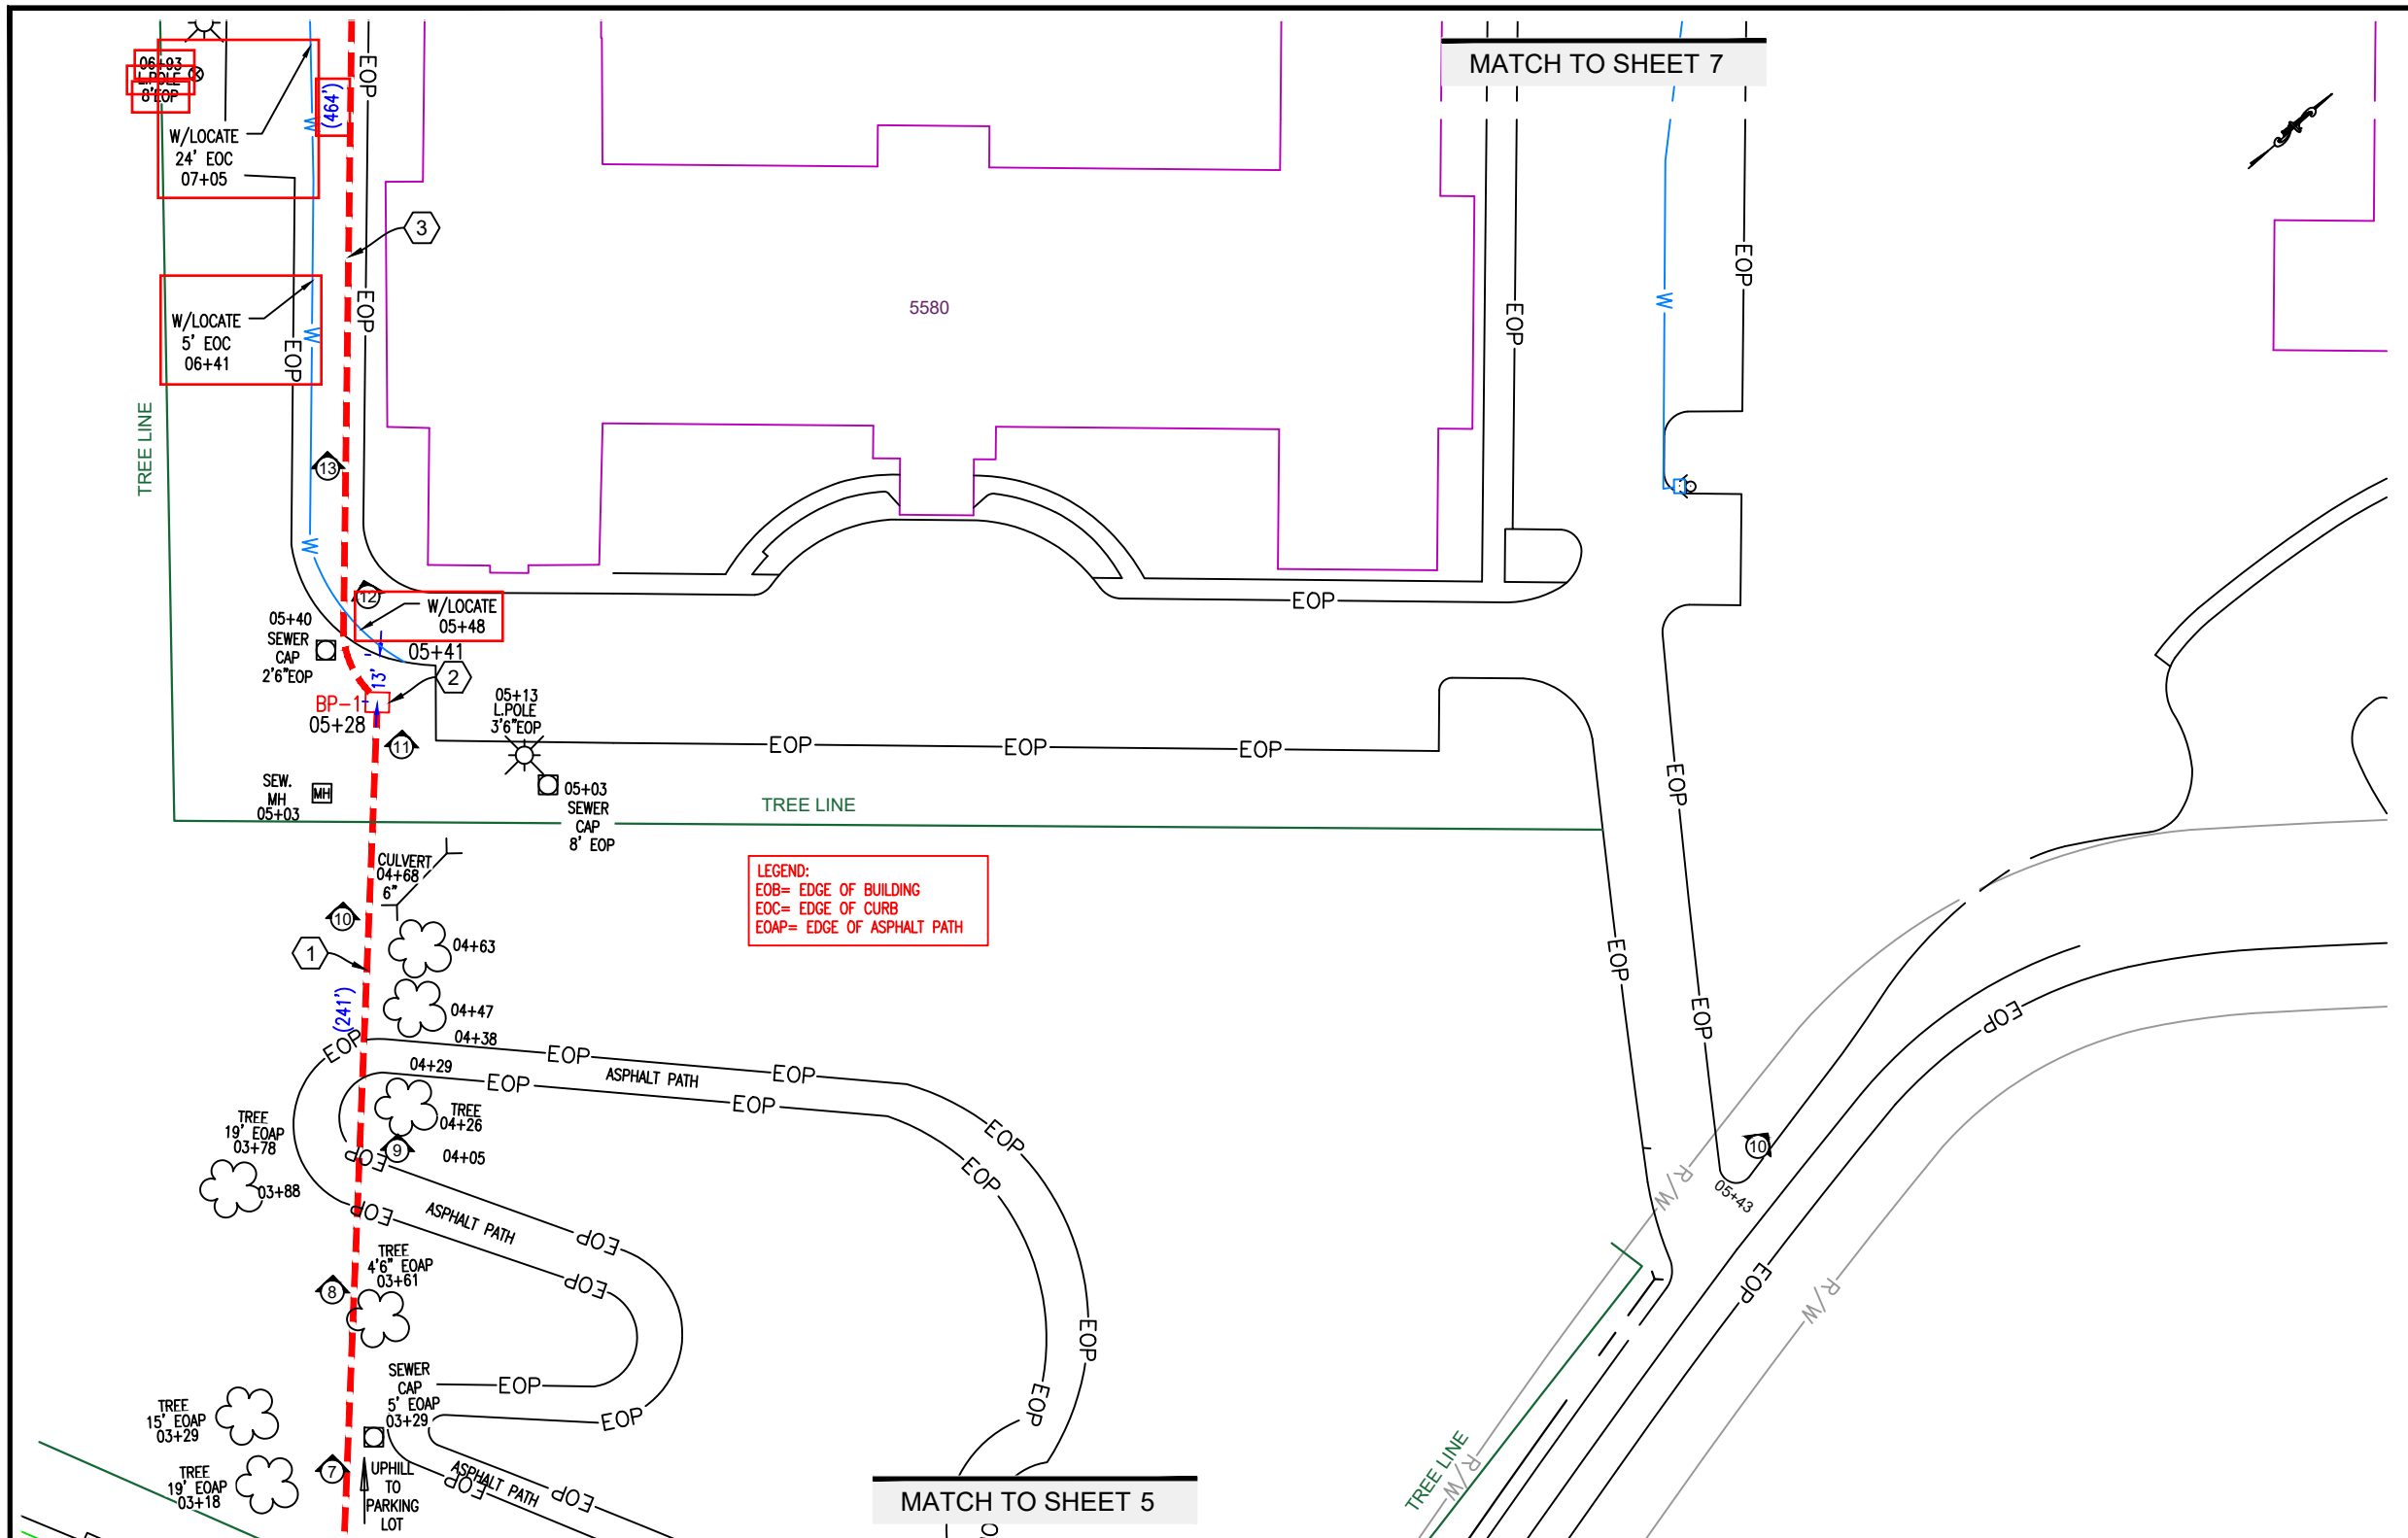 MATCH TO SHEET 7
06+93
L.POLE
8'EOP
W/LOCATE
24' EOC
07+05
W
(464')
EOP
3
EOP
W/LOCATE
5' EOC
06+41
W
EOP
EOP
5580
W
EOP
TREE LINE
13
W
12
W/LOCATE
05+48
EOP
05+40
SEWER
CAP
2'6"EOP
05+41
13'
2
BP-1
05+28
11
05+13
L.POLE
3'6"EOP
EOP
EOP
EOP
EOP
SEW.
MH
05+03
MH
05+03
SEWER
CAP
8' EOP
TREE LINE
CULVERT
04+68
6"
10
LEGEND:
EOB= EDGE OF BUILDING
EOC= EDGE OF CURB
EOAP= EDGE OF ASPHALT PATH
1
04+63
(241')
04+47
EOP
04+38
EOP
ASPHALT PATH
EOP
04+29
EOP
EOP
TREE
04+26
TREE
19' EOAP
03+78
9
EOP
04+05
03+88
EOP
ASPHALT PATH
EOP
EOP
EOP
EOP
EOP
EOP
EOP
EOP
EOP
10
R/W
05+43
EOP
R/W
TREE
4'6" EOAP
03+61
8
SEWER
CAP
5' EOAP
03+29
EOP
EOP
EOP
TREE
15' EOAP
03+29
TREE
19' EOAP
03+18
7
UPHILL
TO
PARKING
LOT
ASPHALT PATH
EOP
EOP
TREE LINE
R/W
MATCH TO SHEET 5